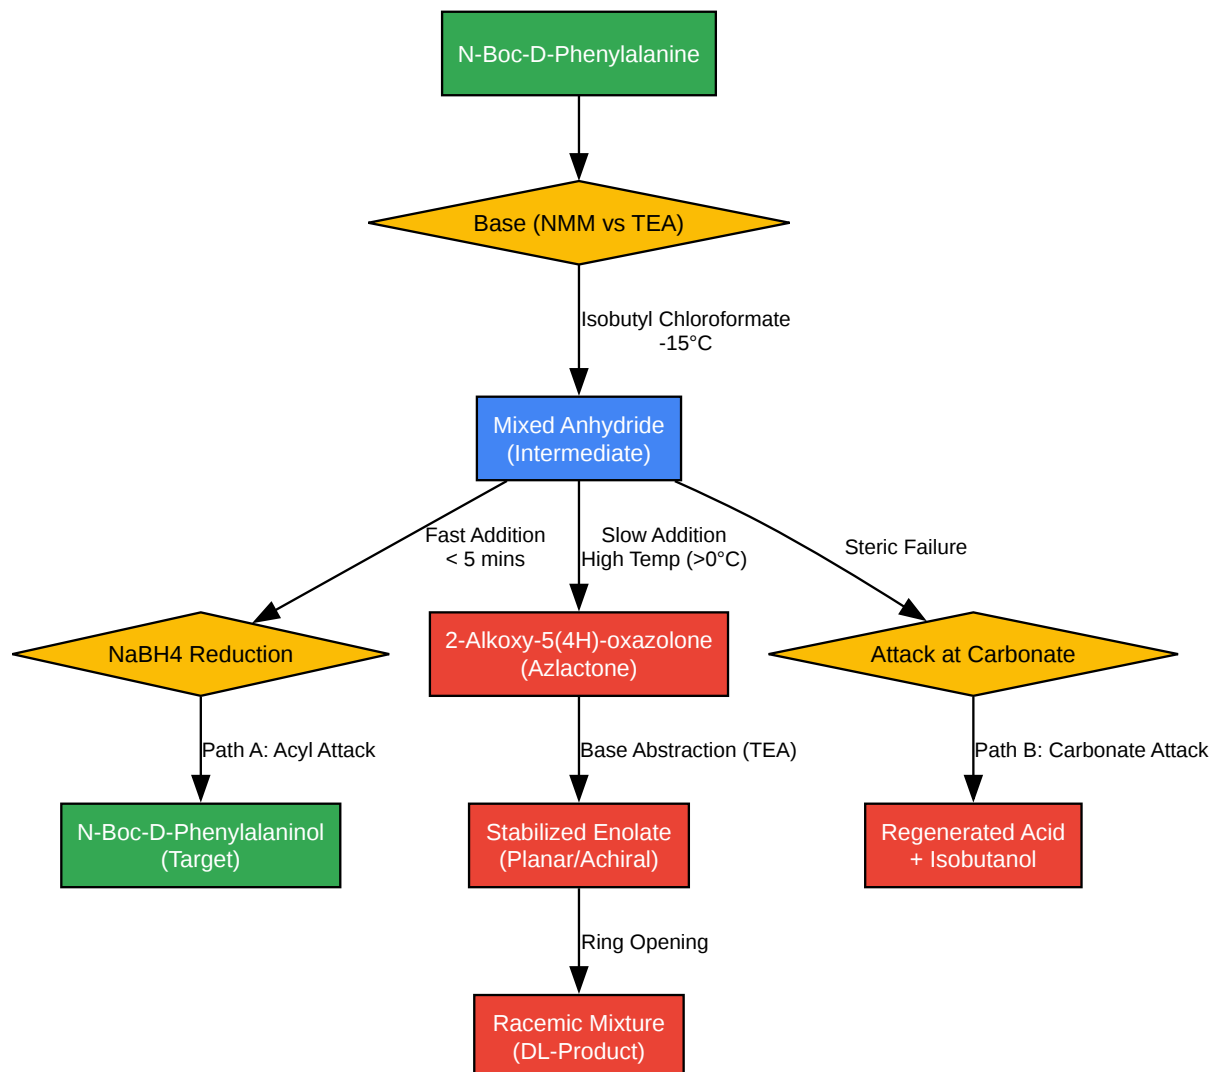 N-Boc-D-Phenylalanine
Base (NMM vs TEA)
Isobutyl Chloroformate
-15°C
Mixed Anhydride
(Intermediate)
Fast Addition
< 5 mins
Slow Addition
High Temp (>0°C)
Steric Failure
NaBH4 Reduction
2-Alkoxy-5(4H)-oxazolone
(Azlactone)
Attack at Carbonate
Path A: Acyl Attack
Base Abstraction (TEA)
Path B: Carbonate Attack
N-Boc-D-Phenylalaninol
(Target)
Stabilized Enolate
(Planar/Achiral)
Regenerated Acid
+ Isobutanol
Ring Opening
Racemic Mixture
(DL-Product)